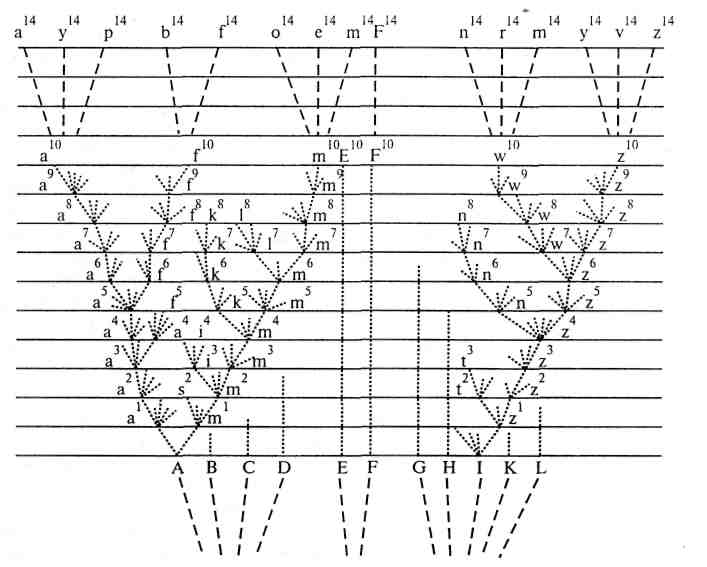 a¹⁴ y¹⁴ p¹⁴ b¹⁴ f¹⁴ o¹⁴ e¹⁴ m¹⁴ F¹⁴ n¹⁴ r¹⁴ m¹⁴ y¹⁴ v¹⁴ z¹⁴
a¹⁰ f¹⁰ m¹⁰ E¹⁰ F¹⁰ w¹⁰ z¹⁰
a⁹ f⁹ m⁹ w⁹ z⁹
a⁸ f⁸ k⁸ l⁸ m⁸ n⁸ w⁸ z⁸
a⁷ f⁷ k⁷ l⁷ m⁷ n⁷ w⁷ z⁷
a⁶ f⁶ k⁶ m⁶ n⁶ z⁶
a⁵ f⁵ k⁵ m⁵ n⁵ z⁵
a⁴ a⁴ i⁴ m⁴ z⁴
a³ i³ m³ t³ z³
a² s² m² t² z²
a¹ m¹ z¹
A B C D E F G H I K L